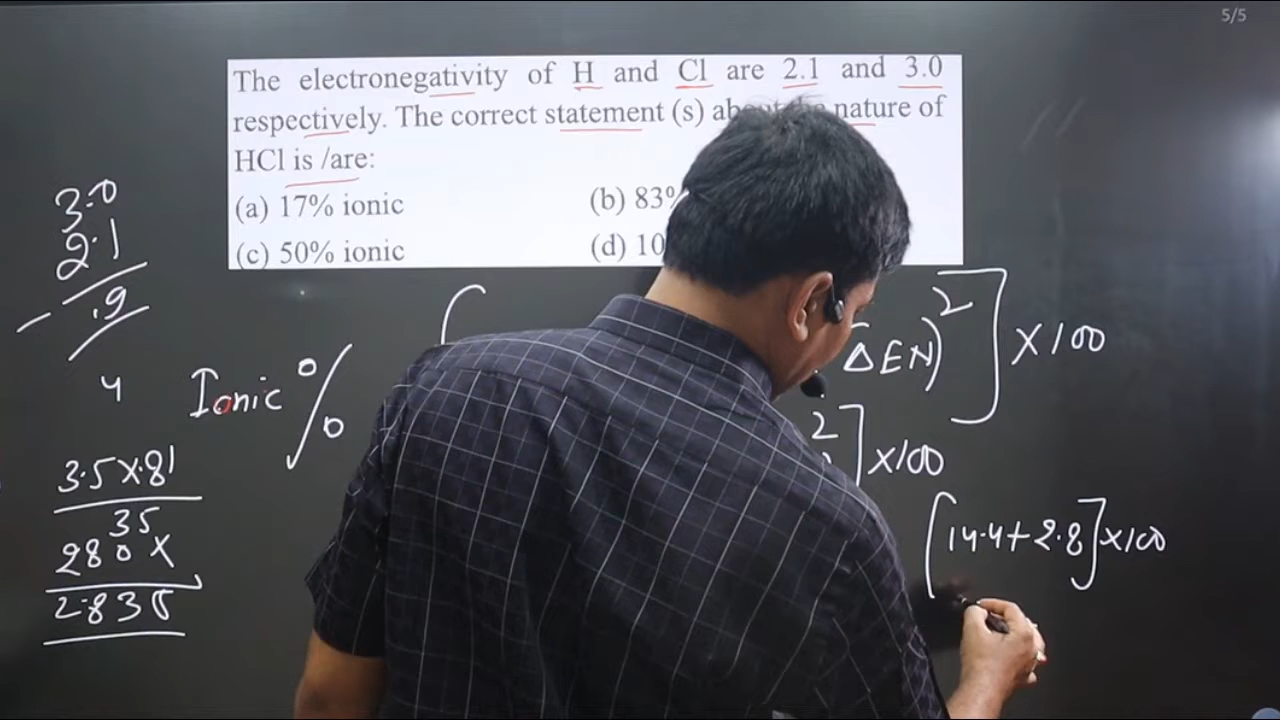 5/5
The electronegativity of H and Cl are 2.1 and 3.0
respectively. The correct statement (s) about the nature of
HCl is /are:
(a) 17% ionic (b) 83%
(c) 50% ionic (d) 10
3.0
2.1
- .9
4
Ionic %
ΔEN)²] × 100
²] × 100
[14.4 + 2.8] × 100
3.5 × .81
35
280 ×
2.835